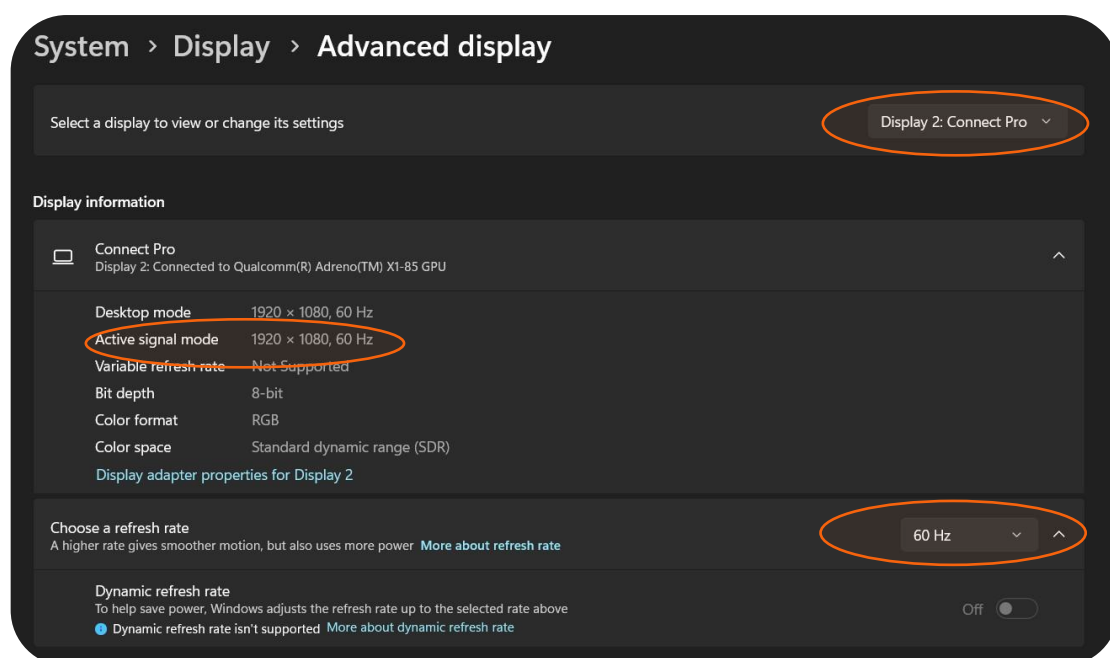 System > Display > Advanced display
Select a display to view or change its settings
Display 2: Connect Pro
Display information
Connect Pro
Display 2: Connected to Qualcomm(R) Adreno(TM) X1-85 GPU
Desktop mode 1920 × 1080, 60 Hz
Active signal mode 1920 × 1080, 60 Hz
Variable refresh rate Not Supported
Bit depth 8-bit
Color format RGB
Color space Standard dynamic range (SDR)
Display adapter properties for Display 2
Choose a refresh rate
A higher rate gives smoother motion, but also uses more power More about refresh rate
60 Hz
Dynamic refresh rate
To help save power, Windows adjusts the refresh rate up to the selected rate above
Dynamic refresh rate isn't supported More about dynamic refresh rate
Off